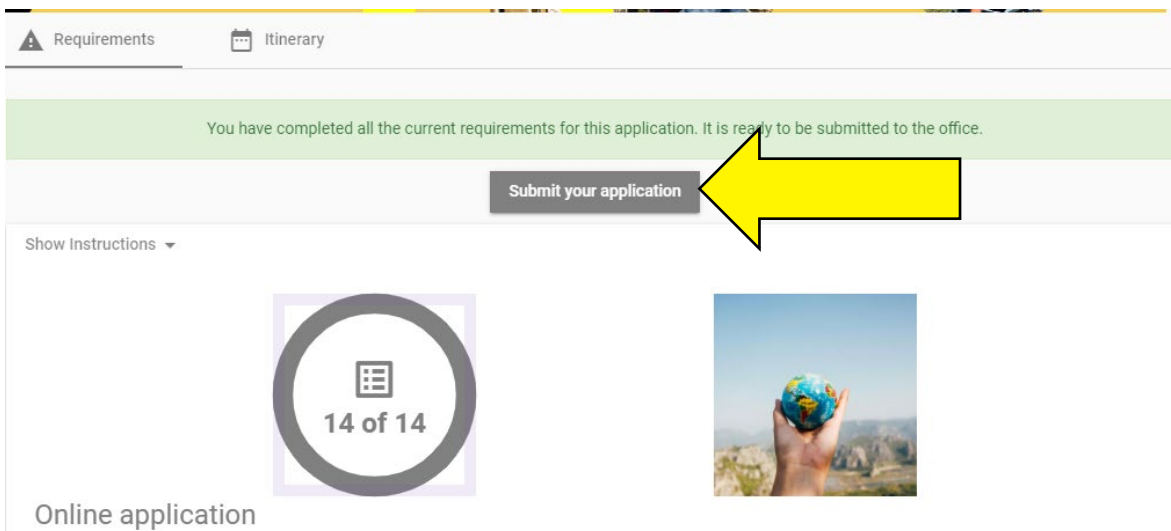 Requirements
Itinerary
You have completed all the current requirements for this application. It is ready to be submitted to the office.
Submit your application
Show Instructions
14 of 14
Online application